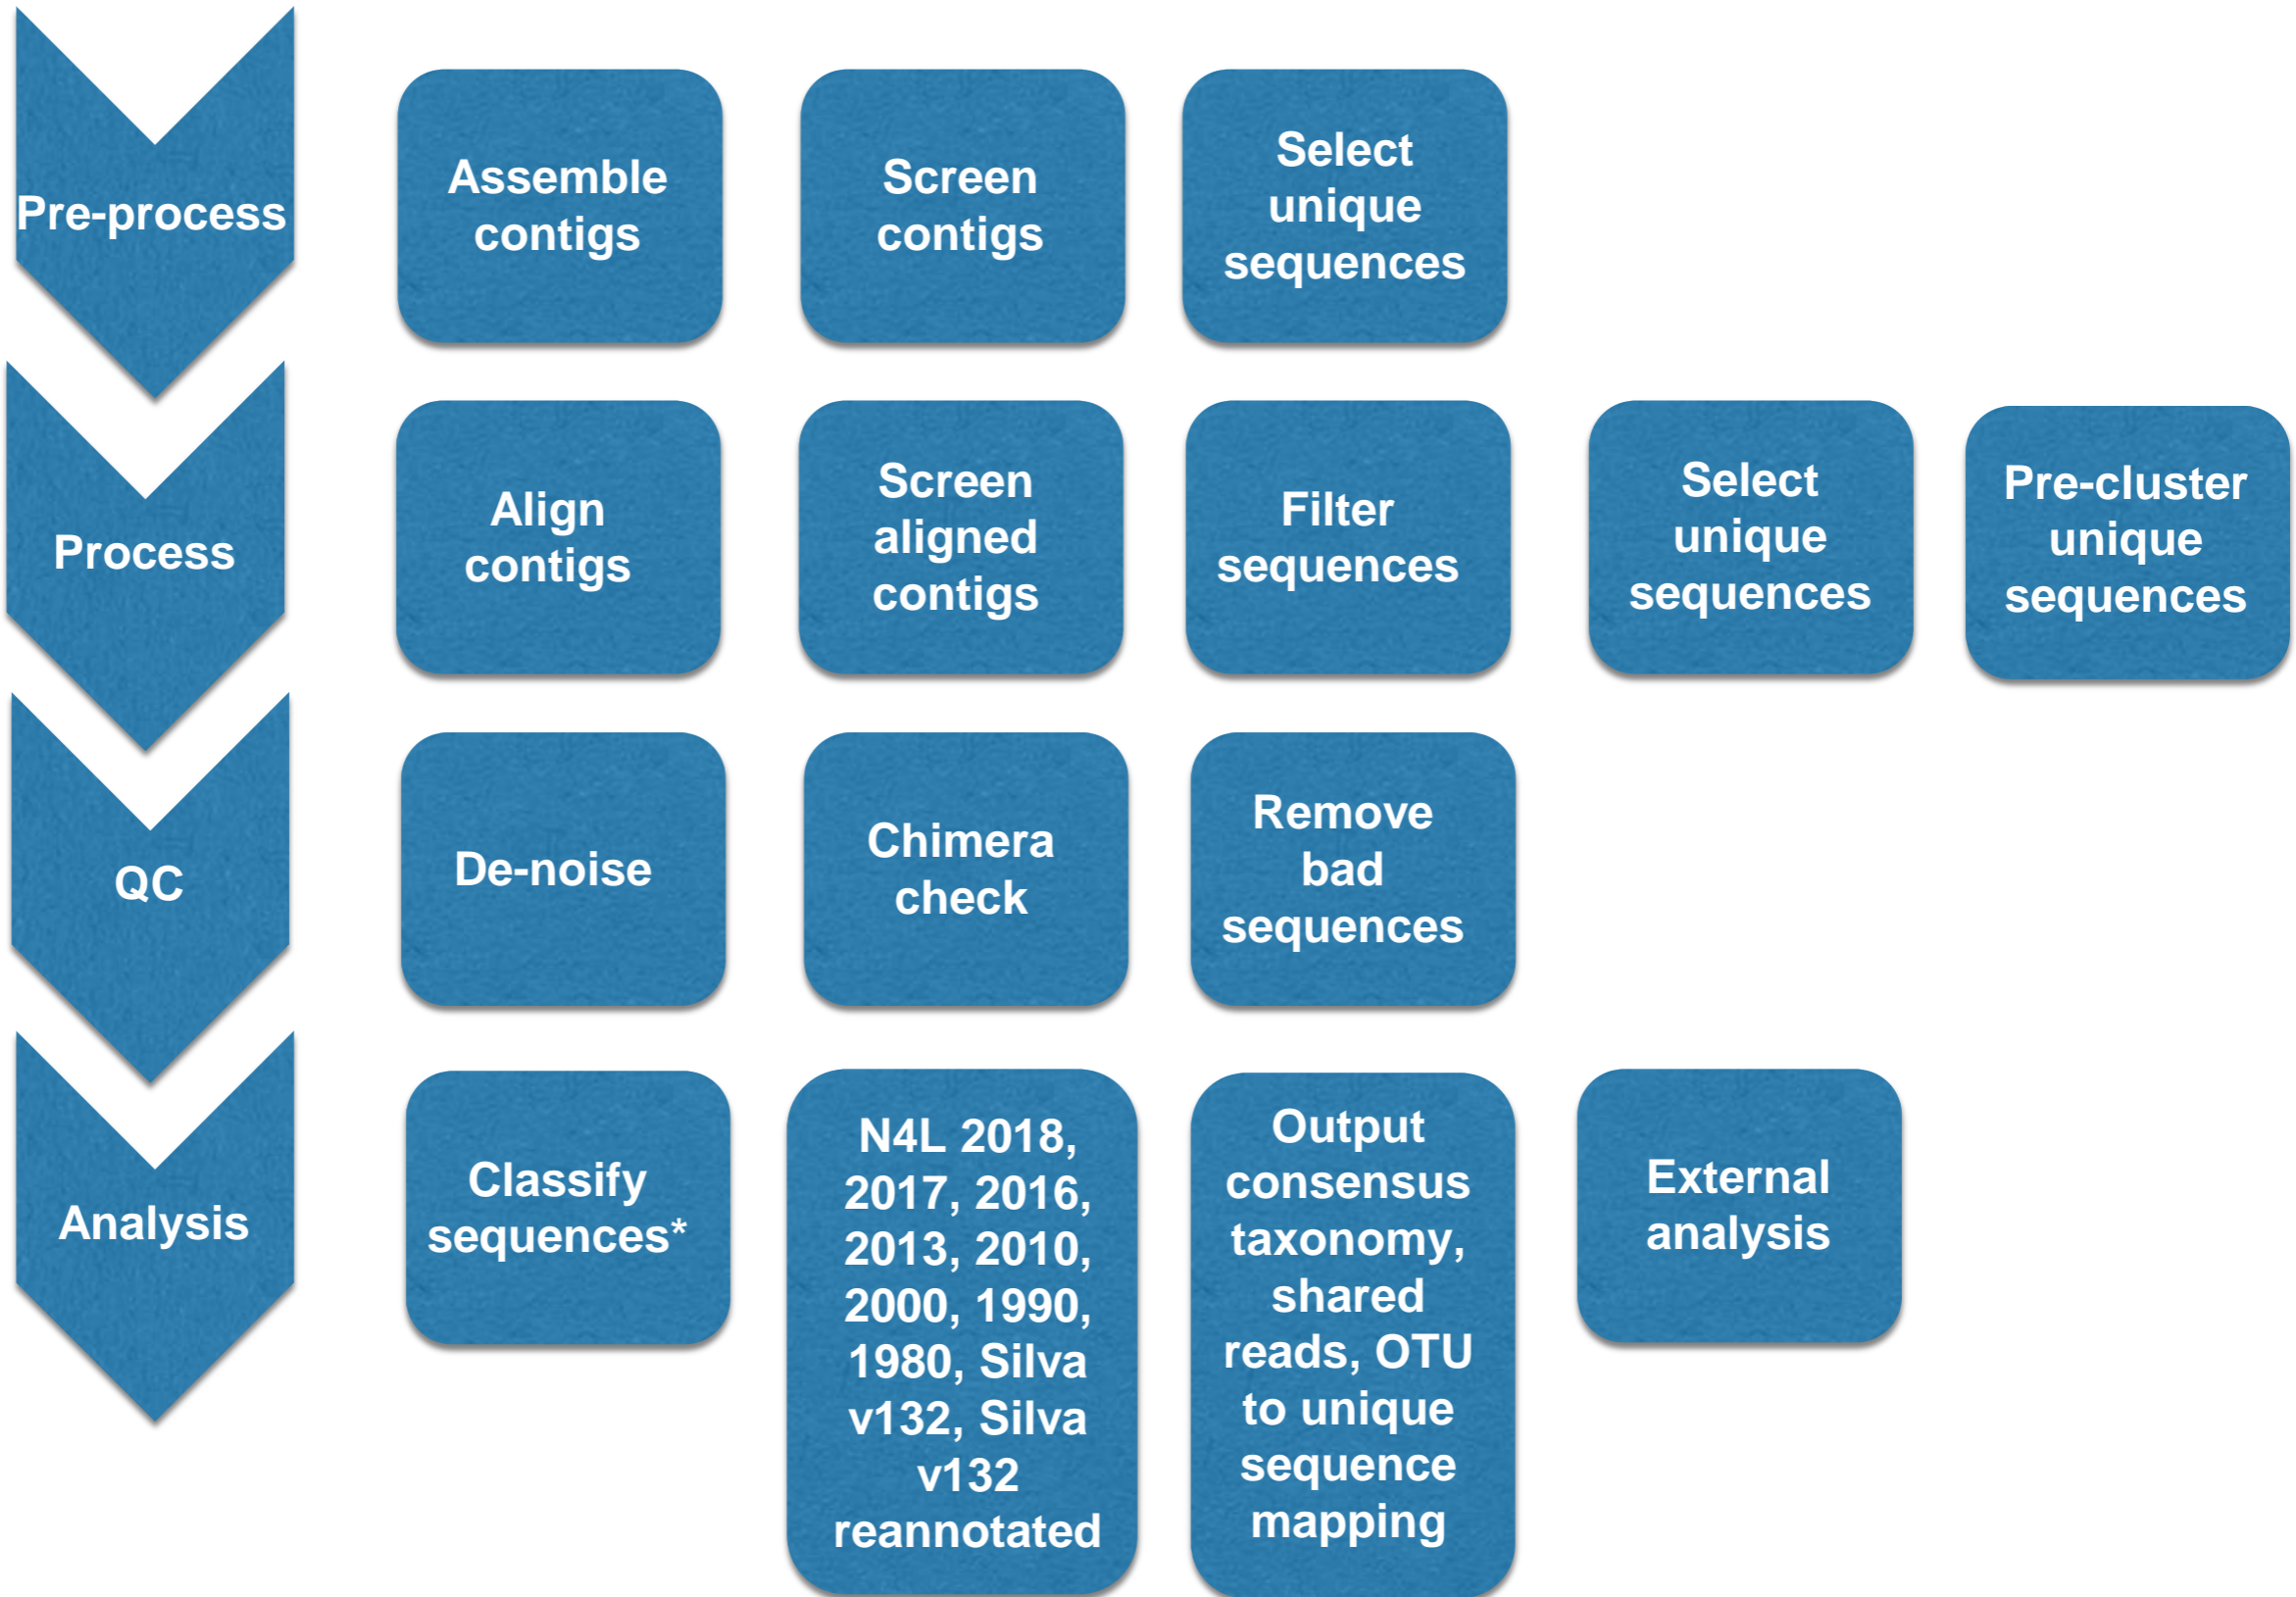 Pre-process
Assemble
contigs
Screen
contigs
Select
unique
sequences
Process
Align
contigs
Screen
aligned
contigs
Filter
sequences
Select
unique
sequences
Pre-cluster
unique
sequences
QC
De-noise
Chimera
check
Remove
bad
sequences
Analysis
Classify
sequences*
N4L 2018,
2017, 2016,
2013, 2010,
2000, 1990,
1980, Silva
v132, Silva
v132
reannotated
Output
consensus
taxonomy,
shared
reads, OTU
to unique
sequence
mapping
External
analysis